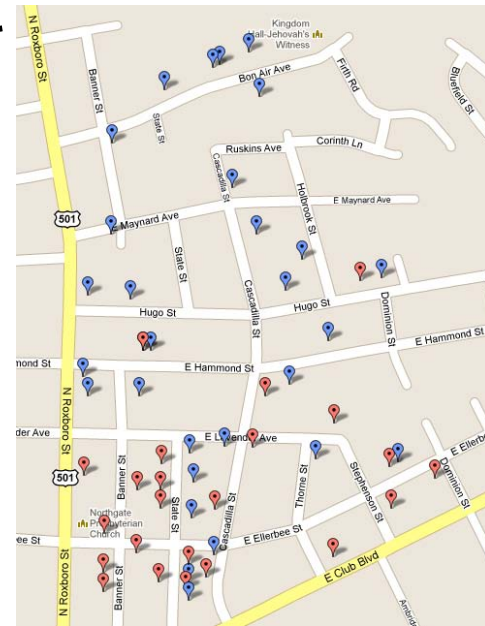 Kingdom
Hall-Jehovah's
Witness
N Roxboro St
Banner St
Bon Air Ave
Firth Rd
Bluefield St
State St
Ruskins Ave
Corinth Ln
Cascadilla St
Holbrook St
E Maynard Ave
E Maynard Ave
501
State St
Cascadilla St
Hugo St
Hugo St
Dominion St
E Hammond St
mond St
E Hammond St
N Roxboro St
der Ave
E Lavender Ave
E Ellerbee St
Banner St
501
State St
Cascadilla St
Thorne St
Stephenson St
Dominion St
Northgate
Presbyterian
Church
bee St
E Ellerbee St
N Roxboro St
Banner St
E Club Blvd
Ambri